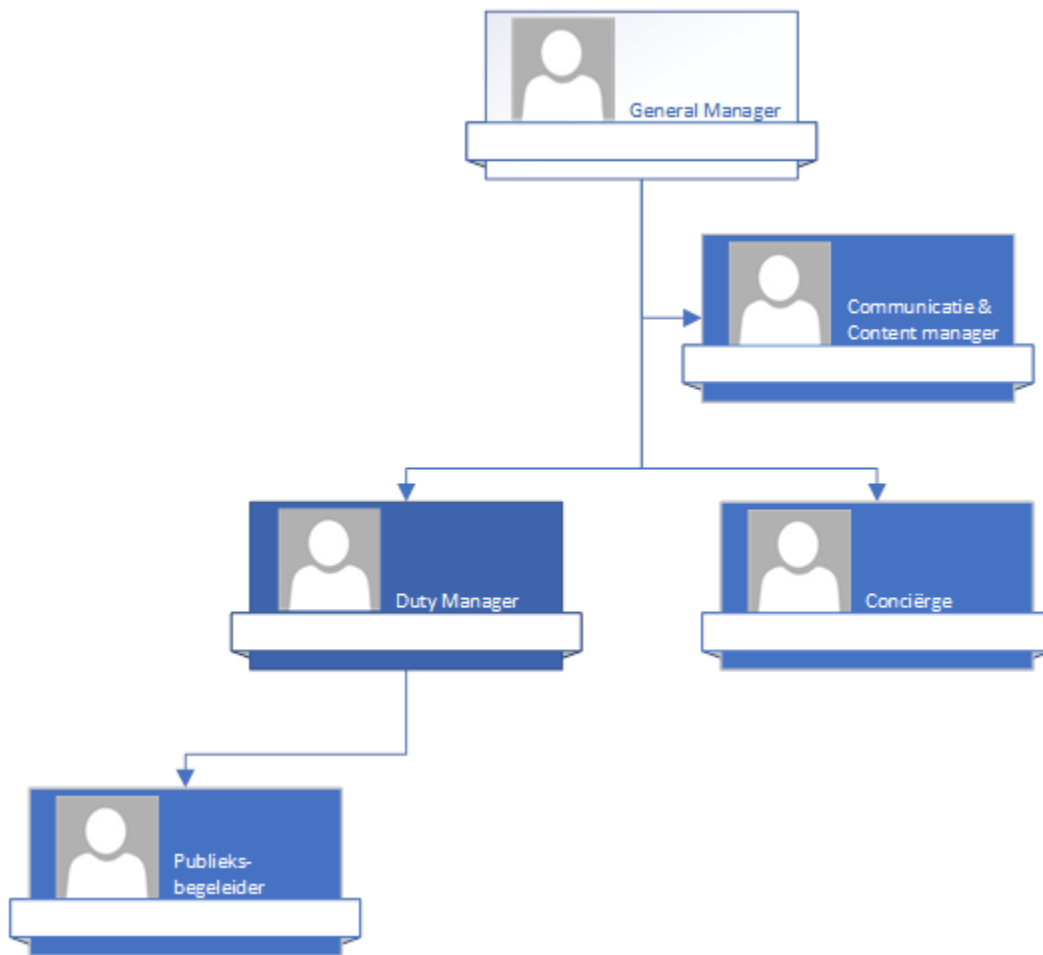 General Manager
Communicatie &
Content manager
Duty Manager
Conciërge
Publieks-
begeleider